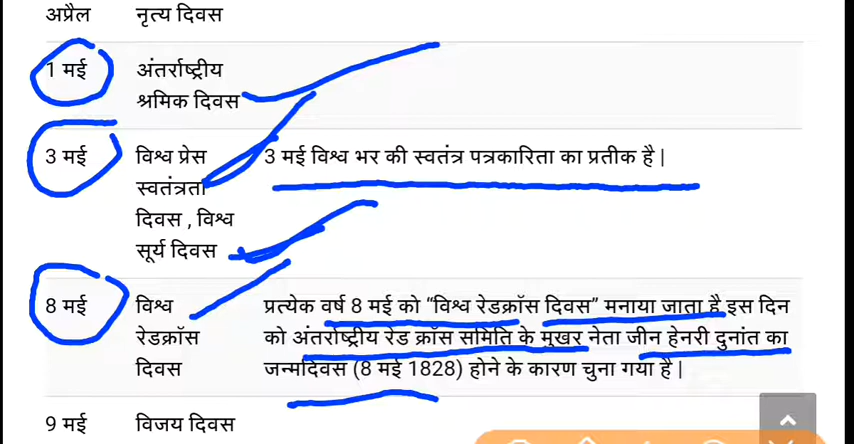 अप्रैल नृत्य दिवस
1 मई अंतर्राष्ट्रीय
श्रमिक दिवस
3 मई विश्व प्रेस 3 मई विश्व भर की स्वतंत्र पत्रकारिता का प्रतीक है |
स्वतंत्रता
दिवस , विश्व
सूर्य दिवस
8 मई विश्व प्रत्येक वर्ष 8 मई को “विश्व रेडक्रॉस दिवस” मनाया जाता है इस दिन
रेडक्रॉस को अंतर्राष्ट्रीय रेड क्रॉस समिति के मुखर नेता जीन हेनरी दुनांत का
दिवस जन्मदिवस (8 मई 1828) होने के कारण चुना गया है |
9 मई विजय दिवस